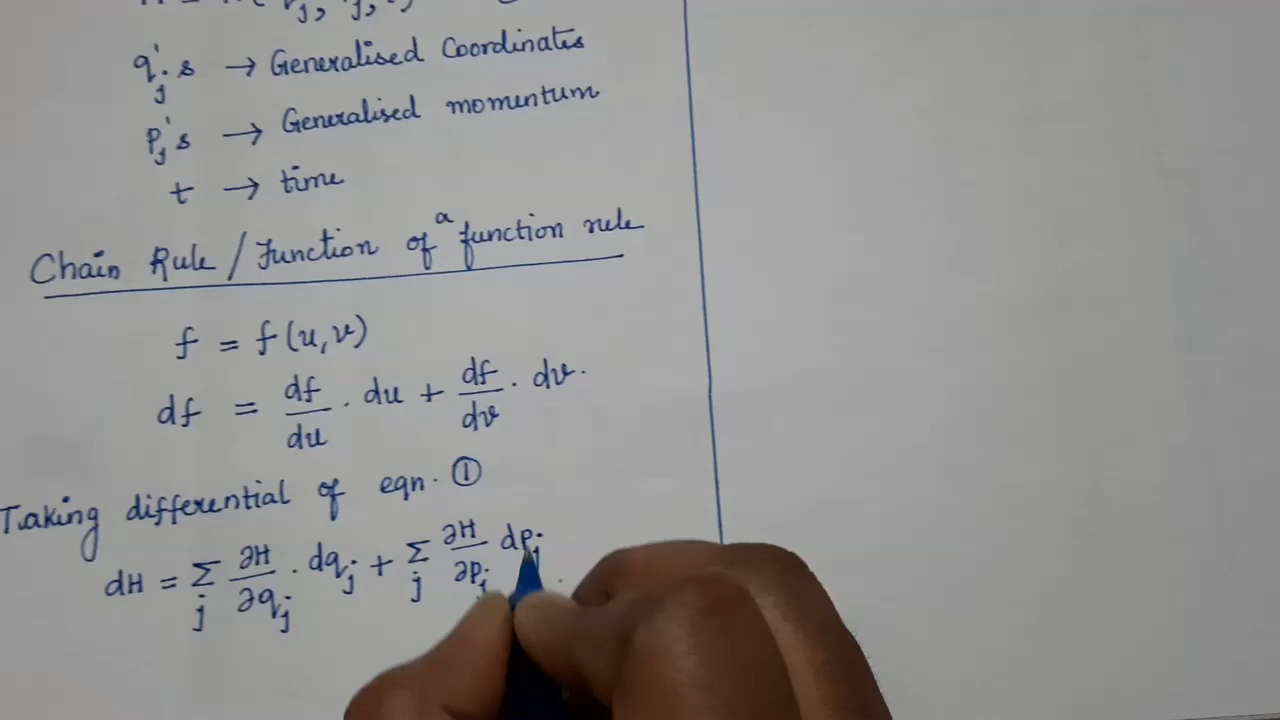 q_j's → Generalised Coordinates
p_j's → Generalised momentum
t → time
Chain Rule / Function of a function rule
f = f(u,v)
df = df/du . du + df/dv . dv.
Taking differential of eqn. ①
dH = Σ_j ∂H/∂q_j . dq_j + Σ_j ∂H/∂p_j dp_j